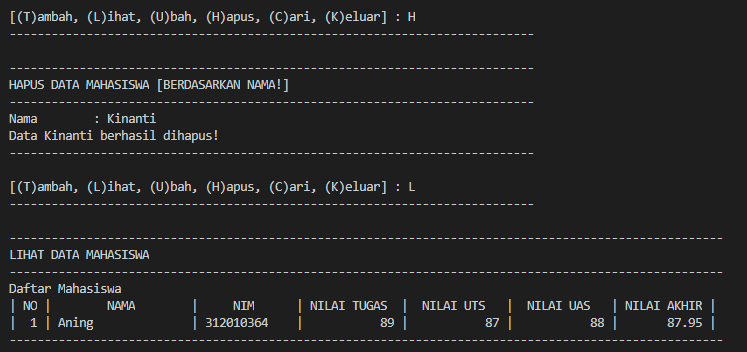 [(T)ambah, (L)ihat, (U)bah, (H)apus, (C)ari, (K)eluar] : H
---------------------------------------------------------------------------
---------------------------------------------------------------------------
HAPUS DATA MAHASISWA [BERDASARKAN NAMA!]
---------------------------------------------------------------------------
Nama        : Kinanti
Data Kinanti berhasil dihapus!
---------------------------------------------------------------------------
[(T)ambah, (L)ihat, (U)bah, (H)apus, (C)ari, (K)eluar] : L
---------------------------------------------------------------------------
------------------------------------------------------------------------------------------------------
LIHAT DATA MAHASISWA
------------------------------------------------------------------------------------------------------
Daftar Mahasiswa
| NO |        NAMA        |     NIM      | NILAI TUGAS  |  NILAI UTS   |  NILAI UAS   | NILAI AKHIR |
|  1 | Aning              | 312010364    |           89 |           87 |           88 |       87.95 |
------------------------------------------------------------------------------------------------------